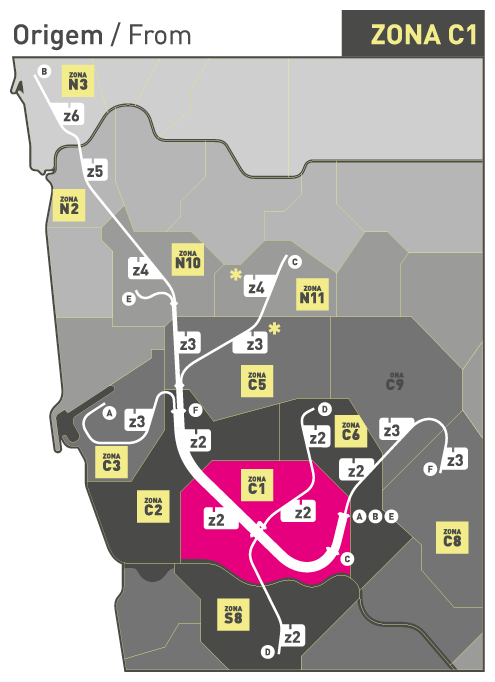 Origem / From
ZONA C1
B
ZONA
N3
z6
z5
ZONA
N2
ZONA
N10
C
z4
*
z4
ZONA
N11
E
*
z3
z3
ZONA
C5
ZONA
C9
A
z3
F
D
z2
z2
ZONA
C6
z3
z3
F
ZONA
C3
z2
ZONA
C1
ZONA
C2
z2
z2
A B E
ZONA
C8
C
ZONA
S8
z2
D